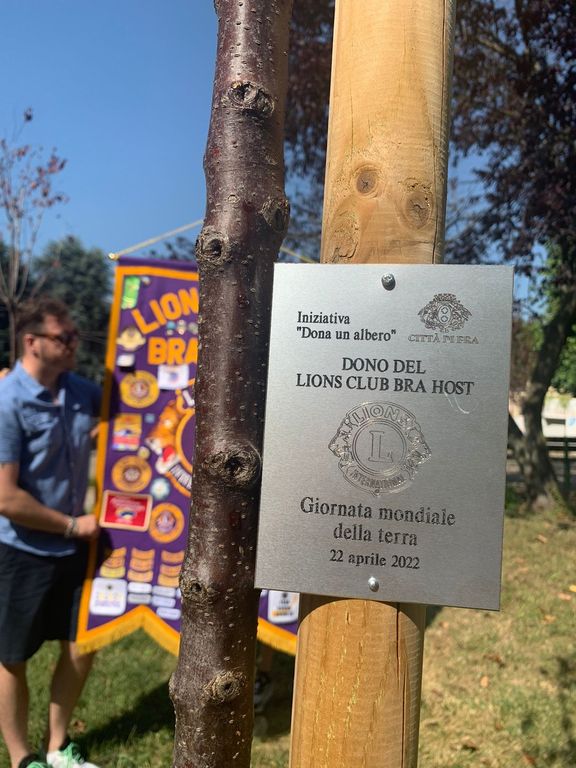 Iniziativa
"Dona un albero"
CITTÀ DI BRA
DONO DEL
LIONS CLUB BRA HOST
LIONS
L
INTERNATIONAL
Giornata mondiale
della terra
22 aprile 2022
LIONS
BRA